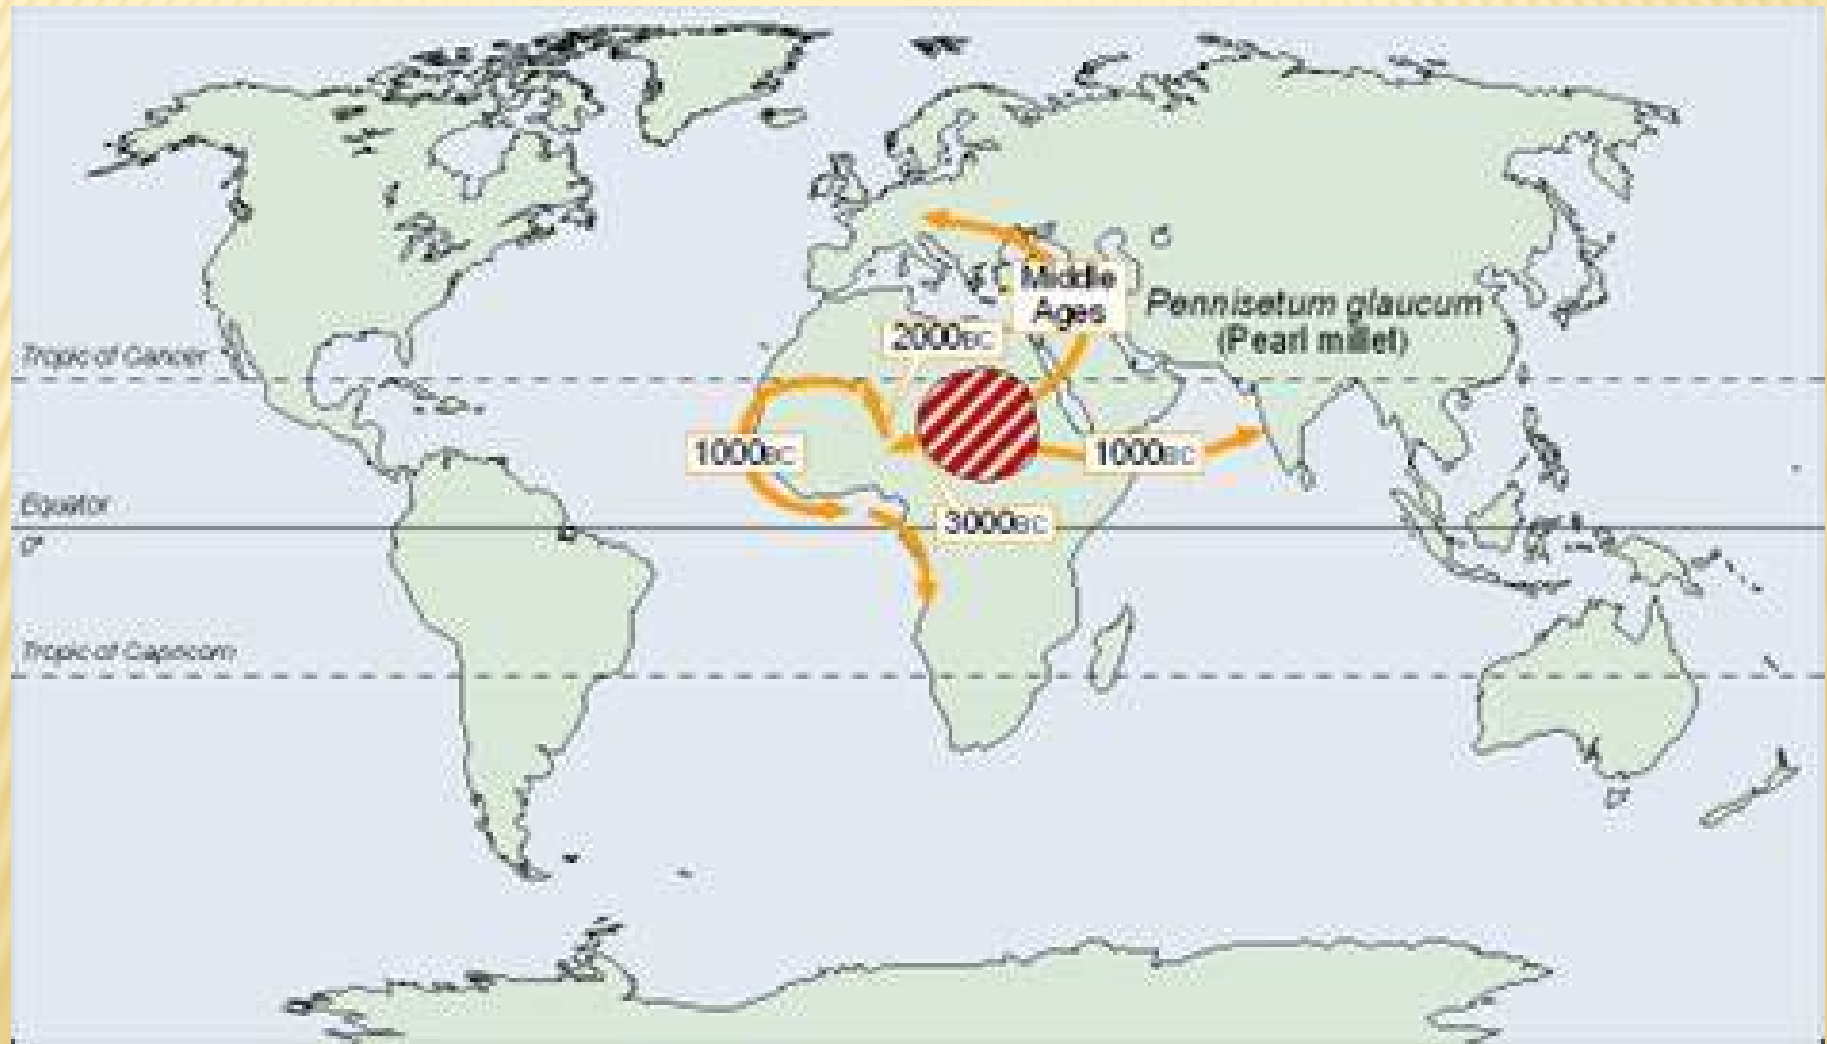 Middle
Ages
Pennisetum glaucum
(Pearl millet)
2000BC
Tropic of Cancer
1000BC
1000BC
Equator
0°
3000BC
Tropic of Capricorn